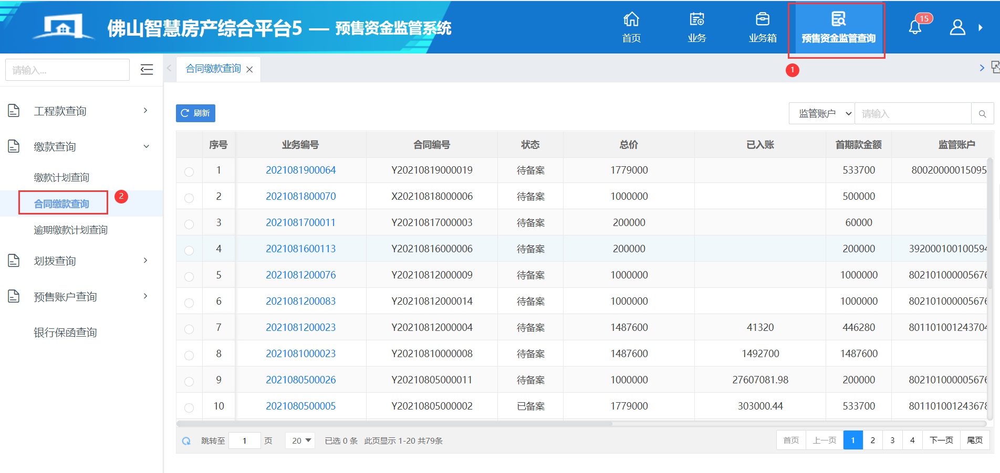 佛山智慧房产综合平台5 — 预售资金监管系统
首页
业务
业务箱
预售资金监管查询
15
1
请输入...
合同缴款查询
工程款查询
缴款查询
缴款计划查询
合同缴款查询
2
逾期缴款计划查询
划拨查询
预售账户查询
银行保函查询
刷新
监管账户 请输入
序号 业务编号 合同编号 状态 总价 已入账 首期款金额 监管账户
1 2021081900064 Y20210819000019 待备案 1779000 533700 80020000015095
2 2021081800070 X20210818000006 待备案 1000000 500000
3 2021081700011 Y20210817000003 待备案 200000 60000
4 2021081600113 Y20210816000006 待备案 200000 200000 392000100100594
5 2021081200076 Y20210812000009 待备案 1000000 1000000 802101000005676
6 2021081200083 Y20210812000014 待备案 1000000 1000000 802101000005676
7 2021081200023 Y20210812000004 待备案 1487600 41320 446280 801101001243704
8 2021081000023 Y20210810000008 待备案 1487600 1492700 1487600
9 2021080500026 Y20210805000011 待备案 1000000 27607081.98 200000 802101000005676
10 2021080500005 Y20210805000002 已备案 1779000 303000.44 533700 801101001243678
跳转至 1 页 20 已选 0 条 此页显示 1-20 共79条
首页 上一页 1 2 3 4 下一页 尾页